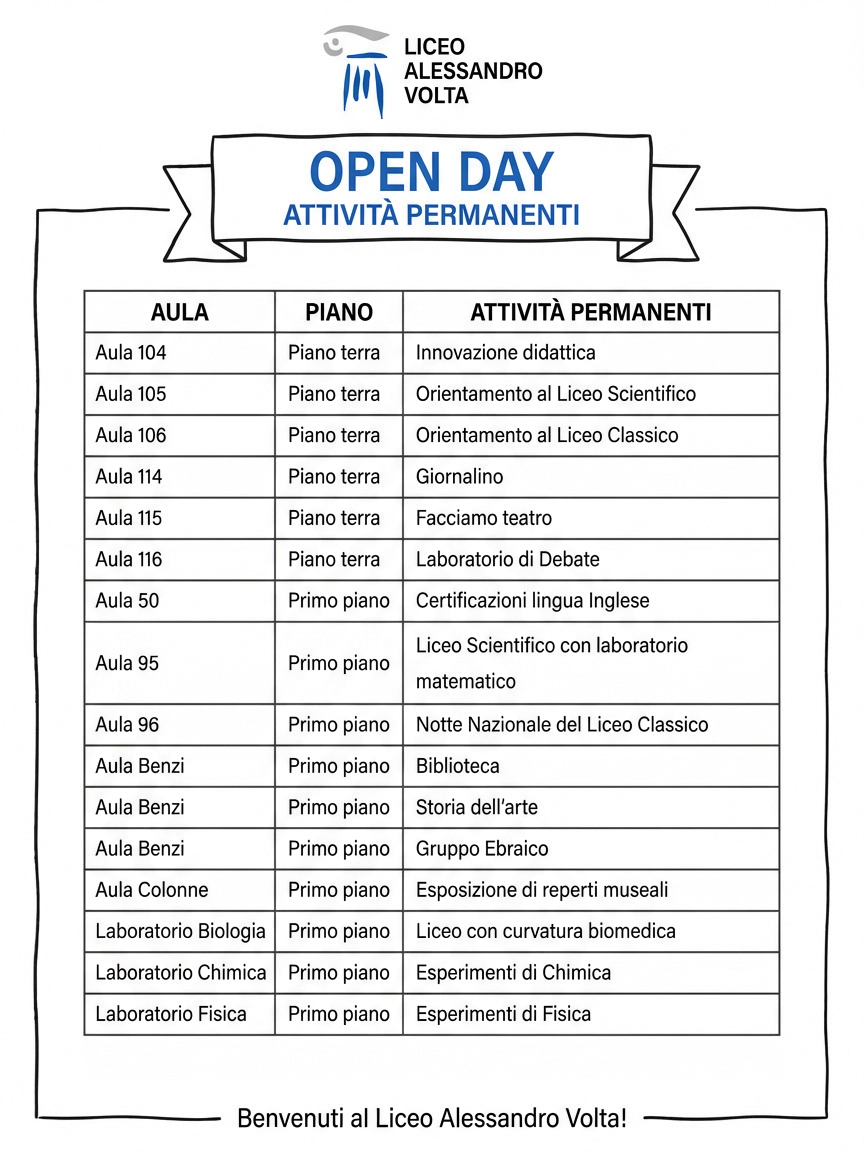 LICEO
ALESSANDRO
VOLTA
OPEN DAY
ATTIVITÀ PERMANENTI
AULA PIANO ATTIVITÀ PERMANENTI
Aula 104 Piano terra Innovazione didattica
Aula 105 Piano terra Orientamento al Liceo Scientifico
Aula 106 Piano terra Orientamento al Liceo Classico
Aula 114 Piano terra Giornalino
Aula 115 Piano terra Facciamo teatro
Aula 116 Piano terra Laboratorio di Debate
Aula 50 Primo piano Certificazioni lingua Inglese
Aula 95 Primo piano Liceo Scientifico con laboratorio
matematico
Aula 96 Primo piano Notte Nazionale del Liceo Classico
Aula Benzi Primo piano Biblioteca
Aula Benzi Primo piano Storia dell'arte
Aula Benzi Primo piano Gruppo Ebraico
Aula Colonne Primo piano Esposizione di reperti museali
Laboratorio Biologia Primo piano Liceo con curvatura biomedica
Laboratorio Chimica Primo piano Esperimenti di Chimica
Laboratorio Fisica Primo piano Esperimenti di Fisica
Benvenuti al Liceo Alessandro Volta!